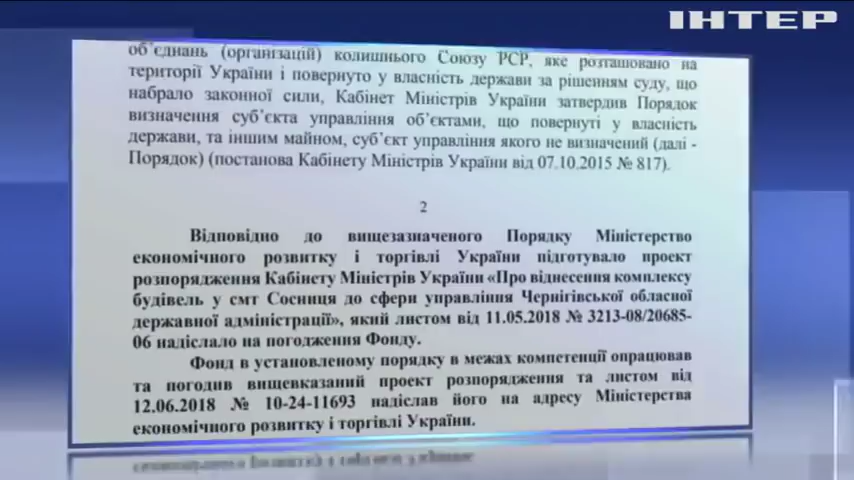 ІНТЕР
об'єднань (організацій) колишнього Союзу РСР, яке розташовано на
території України і повернуто у власність держави за рішенням суду, що
набрало законної сили, Кабінет Міністрів України затвердив Порядок
визначення суб'єкта управління об'єктами, що повернуті у власність
держави, та іншим майном, суб'єкт управління якого не визначений (далі -
Порядок) (постанова Кабінету Міністрів України від 07.10.2015 № 817).
2
Відповідно до вищезазначеного Порядку Міністерство
економічного розвитку і торгівлі України підготувало проект
розпорядження Кабінету Міністрів України «Про віднесення комплексу
будівель у смт Сосниця до сфери управління Чернігівської обласної
державної адміністрації», який листом від 11.05.2018 № 3213-08/20685-
06 надіслало на погодження Фонду.
Фонд в установленому порядку в межах компетенції опрацював
та погодив вищевказаний проект розпорядження та листом від
12.06.2018 № 10-24-11693 надіслав його на адресу Міністерства
економічного розвитку і торгівлі України.